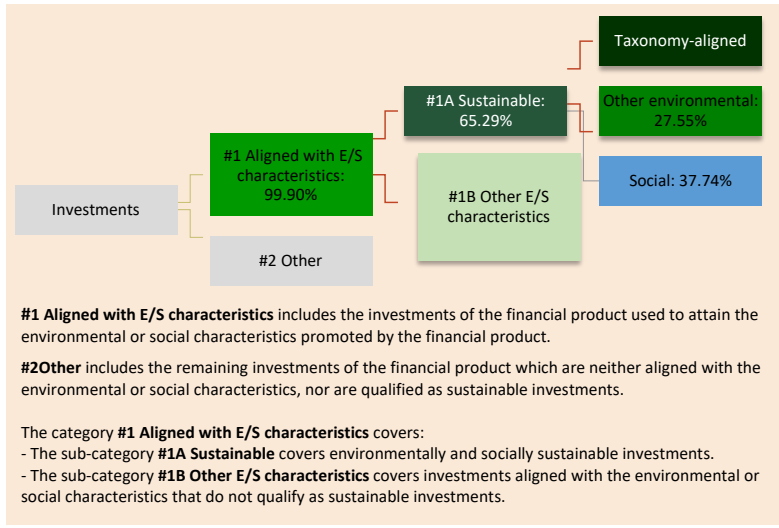 Taxonomy-aligned
#1A Sustainable:
65.29%
Other environmental:
27.55%
#1 Aligned with E/S
characteristics:
99.90%
Social: 37.74%
#1B Other E/S
characteristics
Investments
#2 Other
#1 Aligned with E/S characteristics includes the investments of the financial product used to attain the
environmental or social characteristics promoted by the financial product.
#2Other includes the remaining investments of the financial product which are neither aligned with the
environmental or social characteristics, nor are qualified as sustainable investments.
The category #1 Aligned with E/S characteristics covers:
- The sub-category #1A Sustainable covers environmentally and socially sustainable investments.
- The sub-category #1B Other E/S characteristics covers investments aligned with the environmental or
social characteristics that do not qualify as sustainable investments.